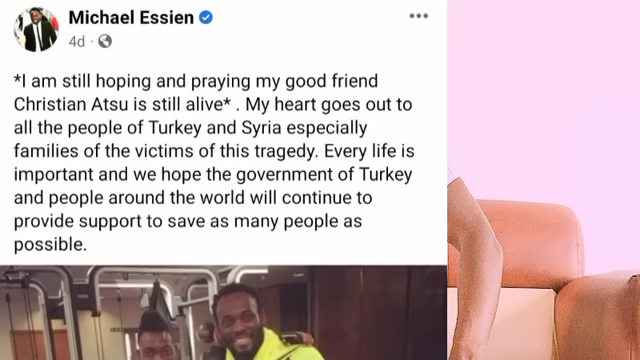 Michael Essien
4d
*I am still hoping and praying my good friend
Christian Atsu is still alive* . My heart goes out to
all the people of Turkey and Syria especially
families of the victims of this tragedy. Every life is
important and we hope the government of Turkey
and people around the world will continue to
provide support to save as many people as
possible.